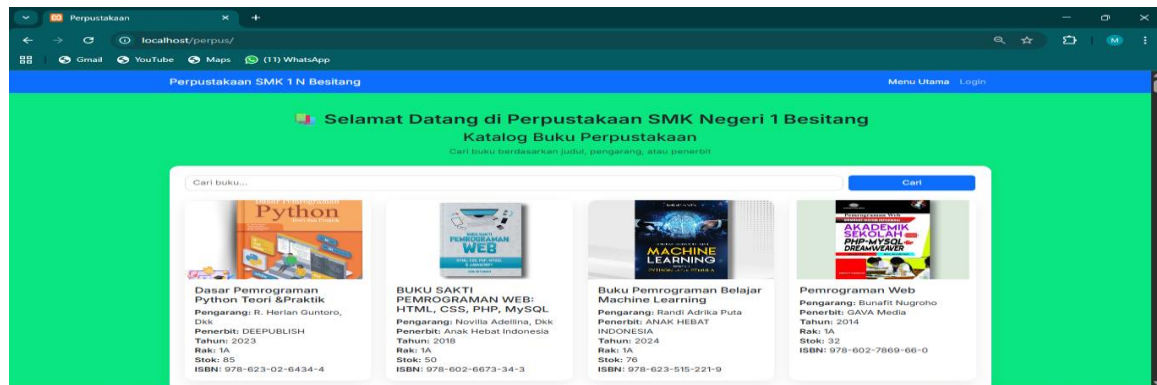 Perpustakaan
localhost/perpus/
Gmail YouTube Maps (11) WhatsApp
M
Perpustakaan SMK 1 N Besitang
Menu Utama Login
Selamat Datang di Perpustakaan SMK Negeri 1 Besitang
Katalog Buku Perpustakaan
Cari buku berdasarkan judul, pengarang, atau penerbit
Cari buku...
Cari
Python
PEMROGRAMAN
WEB
MACHINE
LEARNING
AKADEMIK
SEKOLAH
PHP-MYSQL
DREAMWEAVER
Dasar Pemrograman
Python Teori &Praktik
Pengarang: R. Herlan Guntoro,
Dkk
Penerbit: DEEPUBLISH
Tahun: 2023
Rak: 1A
Stok: 85
ISBN: 978-623-02-6434-4
BUKU SAKTI
PEMROGRAMAN WEB:
HTML, CSS, PHP, MySQL
Pengarang: Novilla Adellina, Dkk
Penerbit: Anak Hebat Indonesia
Tahun: 2018
Rak: 1A
Stok: 50
ISBN: 978-602-6673-34-3
Buku Pemrograman Belajar
Machine Learning
Pengarang: Randi Adrika Puta
Penerbit: ANAK HEBAT
INDONESIA
Tahun: 2024
Rak: 1A
Stok: 76
ISBN: 978-623-515-221-9
Pemrograman Web
Pengarang: Bunafit Nugroho
Penerbit: GAVA Media
Tahun: 2014
Rak: 1A
Stok: 32
ISBN: 978-602-7869-66-0